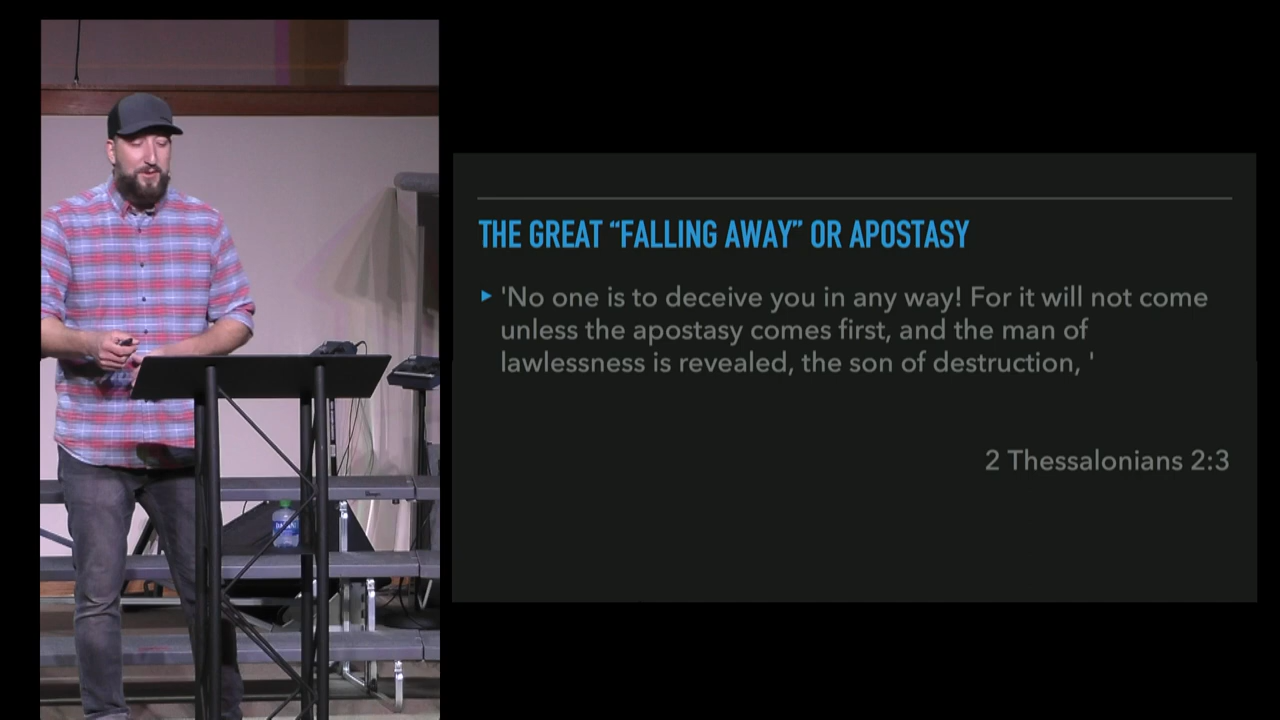 THE GREAT “FALLING AWAY” OR APOSTASY
'No one is to deceive you in any way! For it will not come
unless the apostasy comes first, and the man of
lawlessness is revealed, the son of destruction, '
2 Thessalonians 2:3